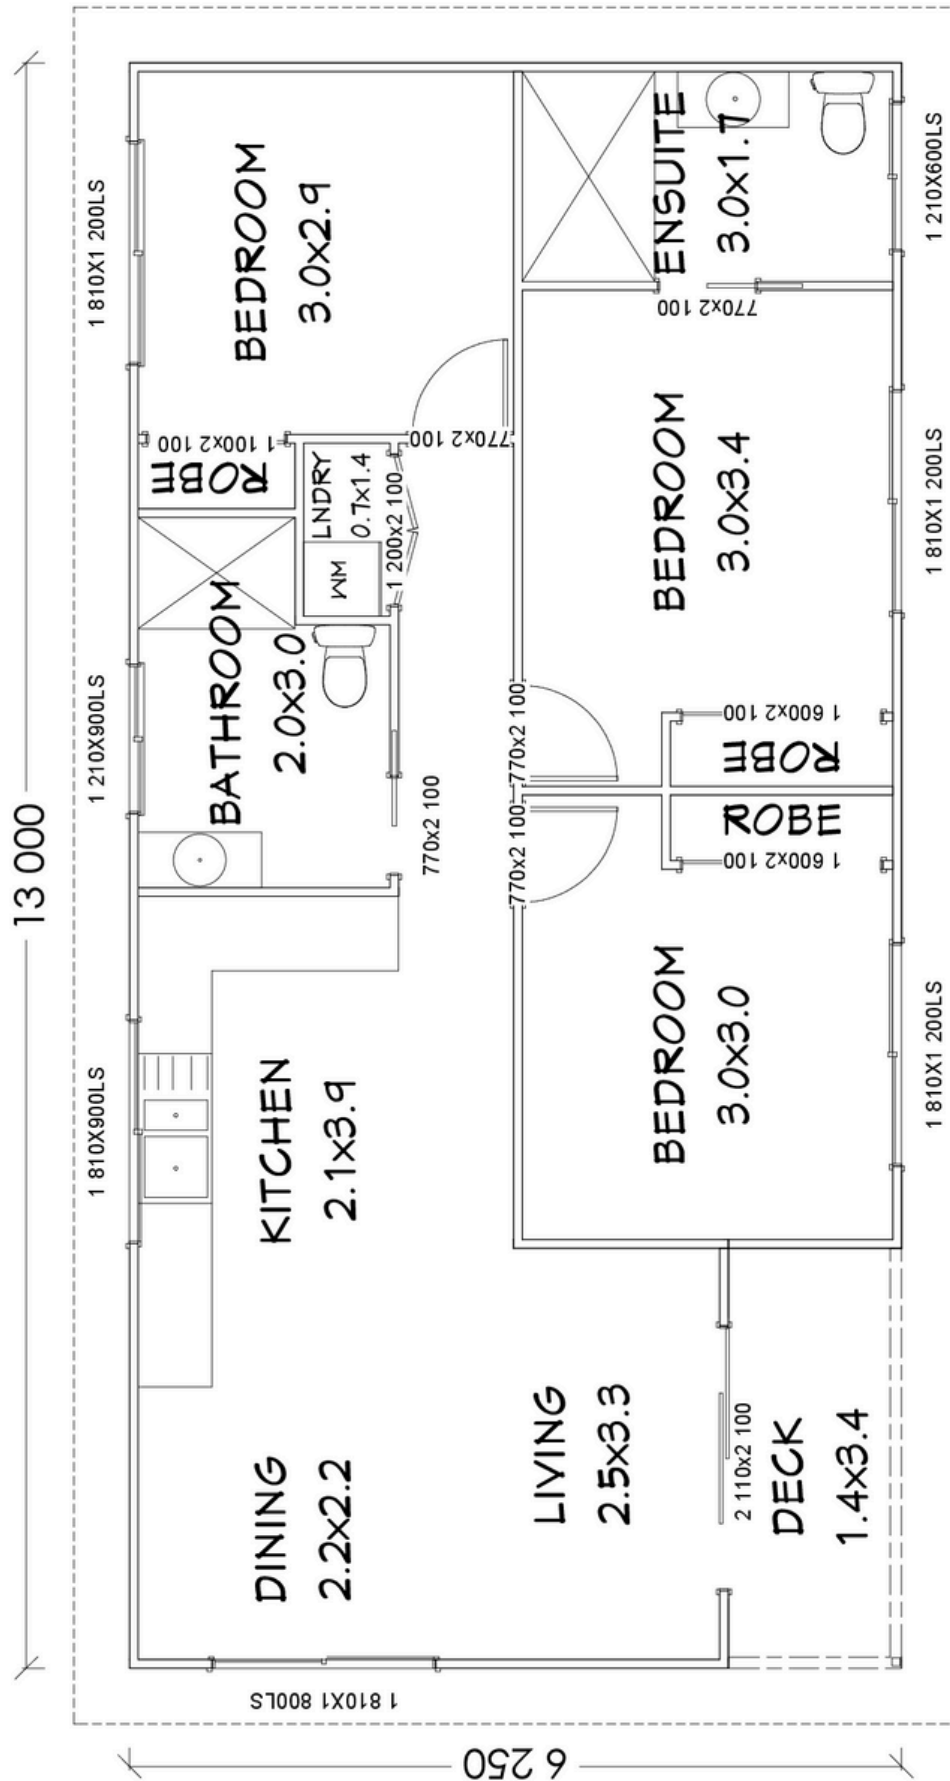 13 000
6 250
1 810X1 200LS
1 210X900LS
1 810X900LS
BEDROOM
3.0x2.9
ENSUITE
3.0x1.7
1 210X600LS
770x2 100
ROBE
1 100x2 100
LNDRY
0.7x1.4
WM
1 200x2 100
770x2 100
BATHROOM
2.0x3.0
770x2 100
BEDROOM
3.0x3.4
1 810X1 200LS
770x2 100
1 600x2 100
ROBE
ROBE
1 600x2 100
770x2 100
BEDROOM
3.0x3.0
1 810X1 200LS
KITCHEN
2.1x3.9
DINING
2.2x2.2
LIVING
2.5x3.3
2 110x2 100
DECK
1.4x3.4
1 810X1 800LS